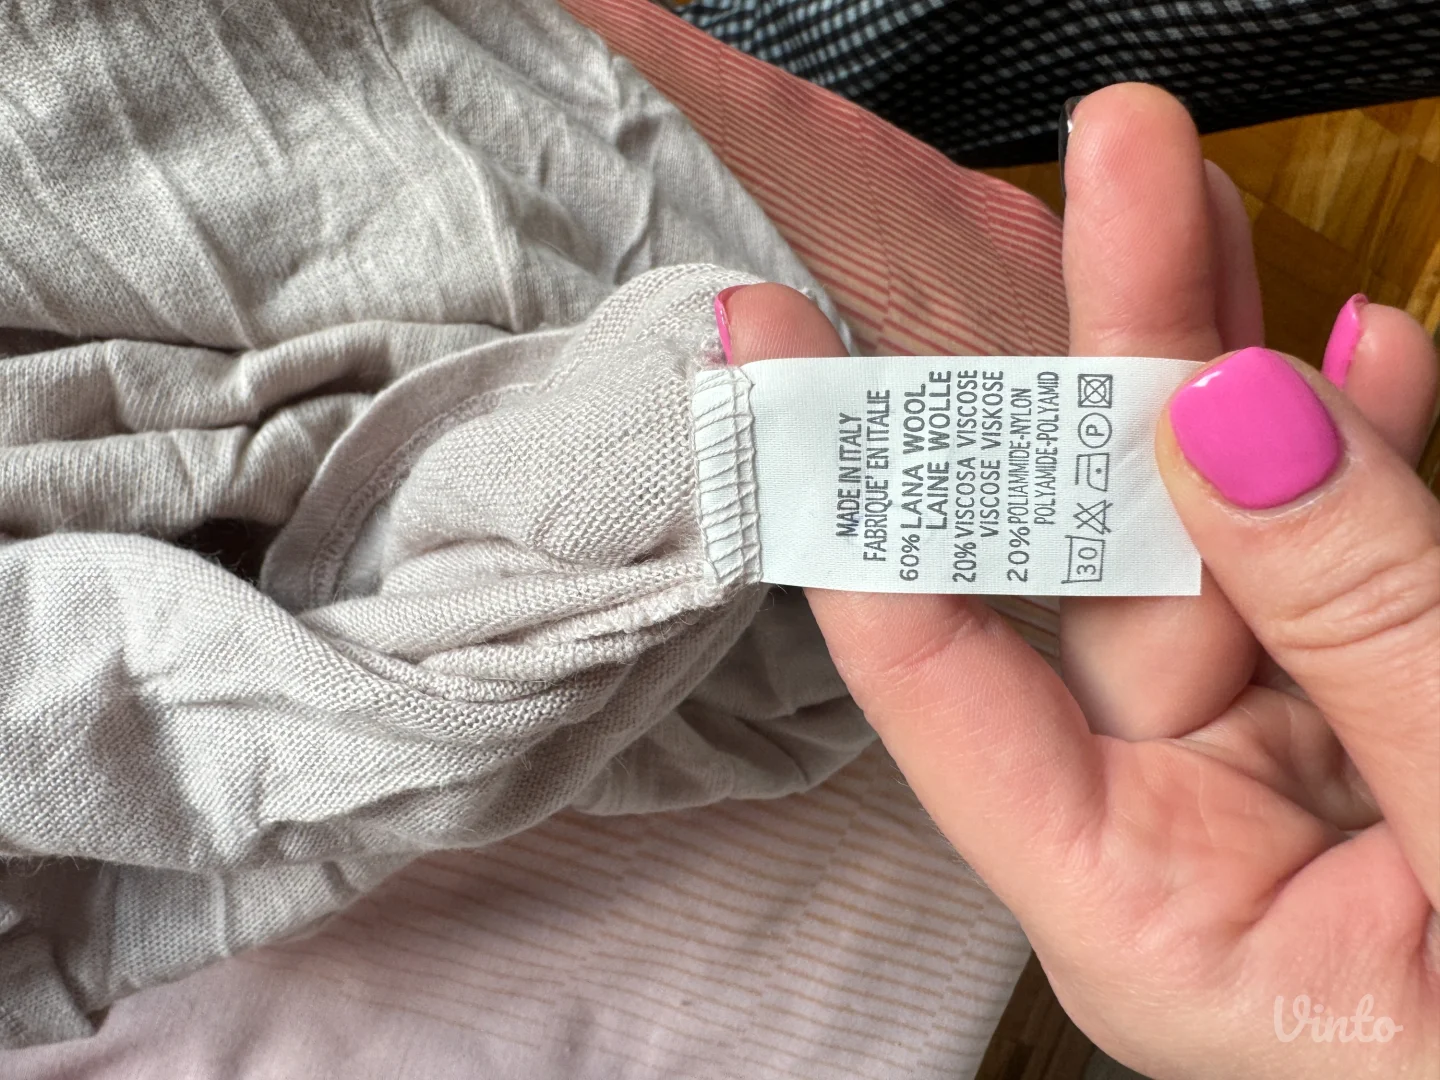 MADE IN ITALY
FABRIQUE' EN ITALIE
60% LANA WOOL
LAINE WOLLE
20% VISCOSA VISCOSE
VISCOSE VISKOSE
20% POLIAMMIDE-NYLON
POLYAMIDE-POLYAMID
30 P
Vinto